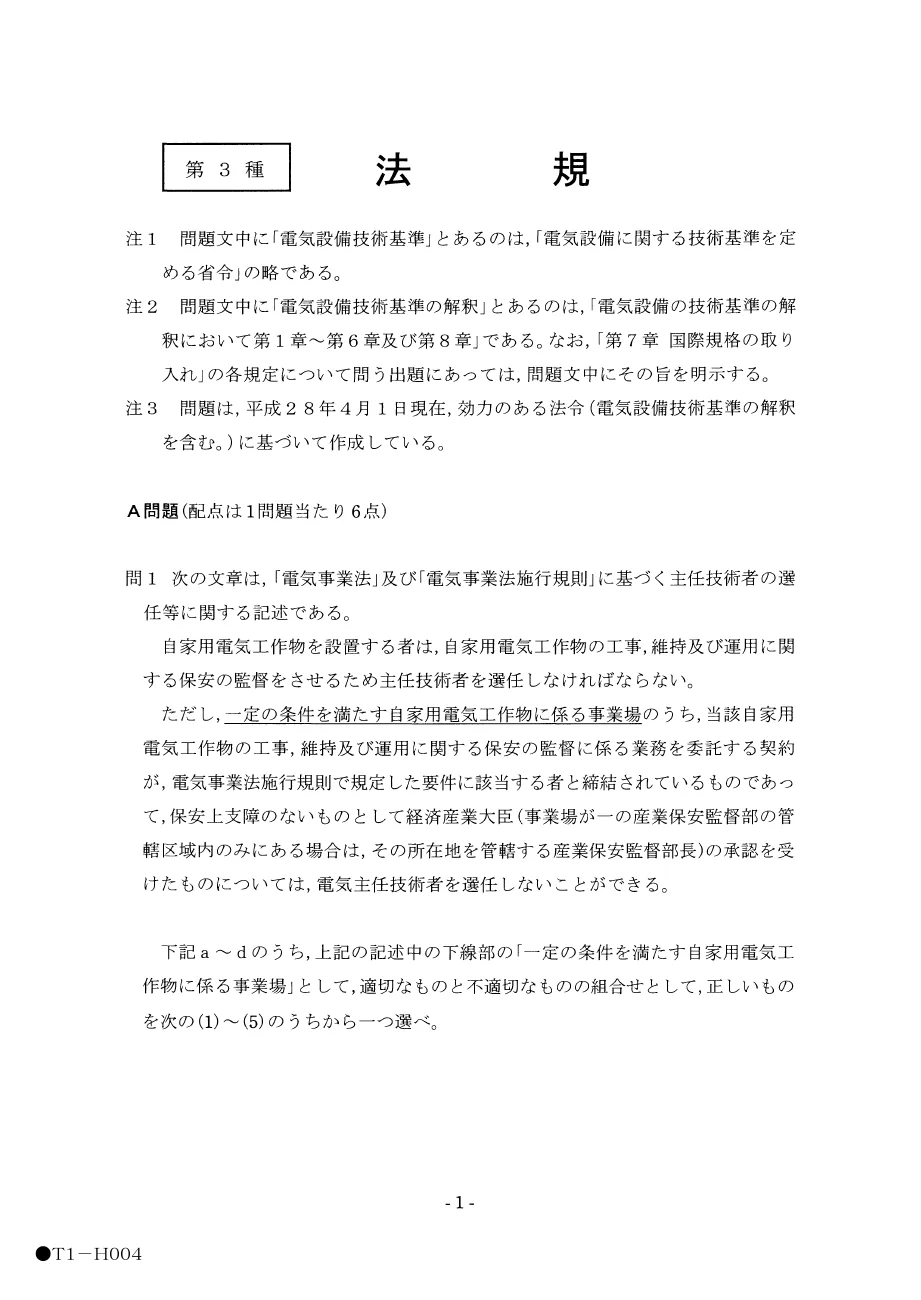 第 3 種
法 規
注1 問題文中に「電気設備技術基準」とあるのは,「電気設備に関する技術基準を定
める省令」の略である。
注2 問題文中に「電気設備技術基準の解釈」とあるのは,「電気設備の技術基準の解
釈において第1章～第6章及び第8章」である。なお,「第7章 国際規格の取り
入れ」の各規定について問う出題にあっては,問題文中にその旨を明示する。
注3 問題は,平成28年4月1日現在,効力のある法令(電気設備技術基準の解釈
を含む。)に基づいて作成している。
A問題(配点は1問題当たり6点)
問1 次の文章は,「電気事業法」及び「電気事業法施行規則」に基づく主任技術者の選
任等に関する記述である。
自家用電気工作物を設置する者は,自家用電気工作物の工事,維持及び運用に関
する保安の監督をさせるため主任技術者を選任しなければならない。
ただし,一定の条件を満たす自家用電気工作物に係る事業場のうち,当該自家用
電気工作物の工事,維持及び運用に関する保安の監督に係る業務を委託する契約
が,電気事業法施行規則で規定した要件に該当する者と締結されているものであっ
て,保安上支障のないものとして経済産業大臣(事業場が一の産業保安監督部の管
轄区域内のみにある場合は,その所在地を管轄する産業保安監督部長)の承認を受
けたものについては,電気主任技術者を選任しないことができる。
下記a～dのうち,上記の記述中の下線部の「一定の条件を満たす自家用電気工
作物に係る事業場」として,適切なものと不適切なものの組合せとして,正しいもの
を次の(1)～(5)のうちから一つ選べ。
- 1 -
●T1－H004